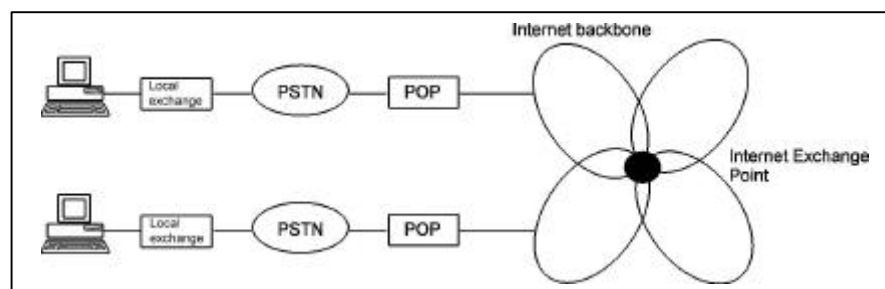 Internet backbone
Local
exchange
PSTN
POP
Internet Exchange
Point
Local
exchange
PSTN
POP